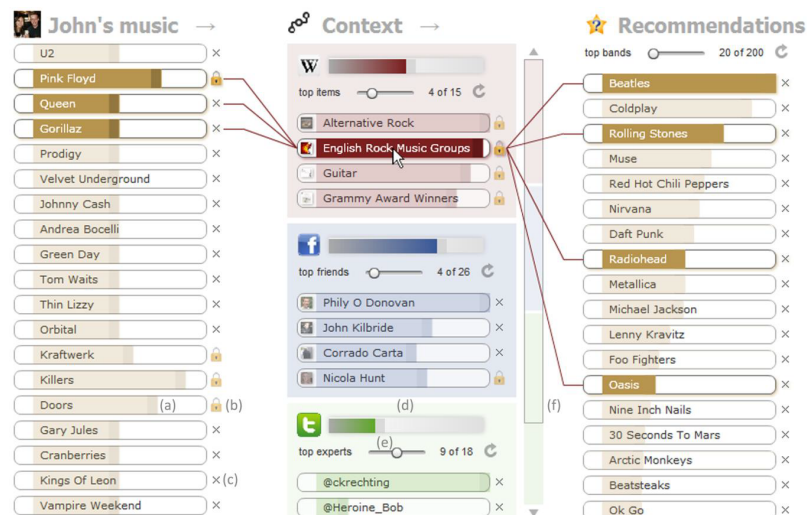 John's music →
U2
Pink Floyd
Queen
Gorillaz
Prodigy
Velvet Underground
Johnny Cash
Andrea Bocelli
Green Day
Tom Waits
Thin Lizzy
Orbital
Kraftwerk
Killers
Doors (a) (b)
Gary Jules
Cranberries
Kings Of Leon (c)
Vampire Weekend
Context →
W
top items 4 of 15
Alternative Rock
English Rock Music Groups
Guitar
Grammy Award Winners
f
top friends 4 of 26
Phily O Donovan
John Kilbride
Corrado Carta
Nicola Hunt
(d)
t
(e)
top experts 9 of 18
@ckrechting
@Heroine_Bob
(f)
Recommendations
top bands 20 of 200
Beatles
Coldplay
Rolling Stones
Muse
Red Hot Chili Peppers
Nirvana
Daft Punk
Radiohead
Metallica
Michael Jackson
Lenny Kravitz
Foo Fighters
Oasis
Nine Inch Nails
30 Seconds To Mars
Arctic Monkeys
Beatsteaks
Ok Go